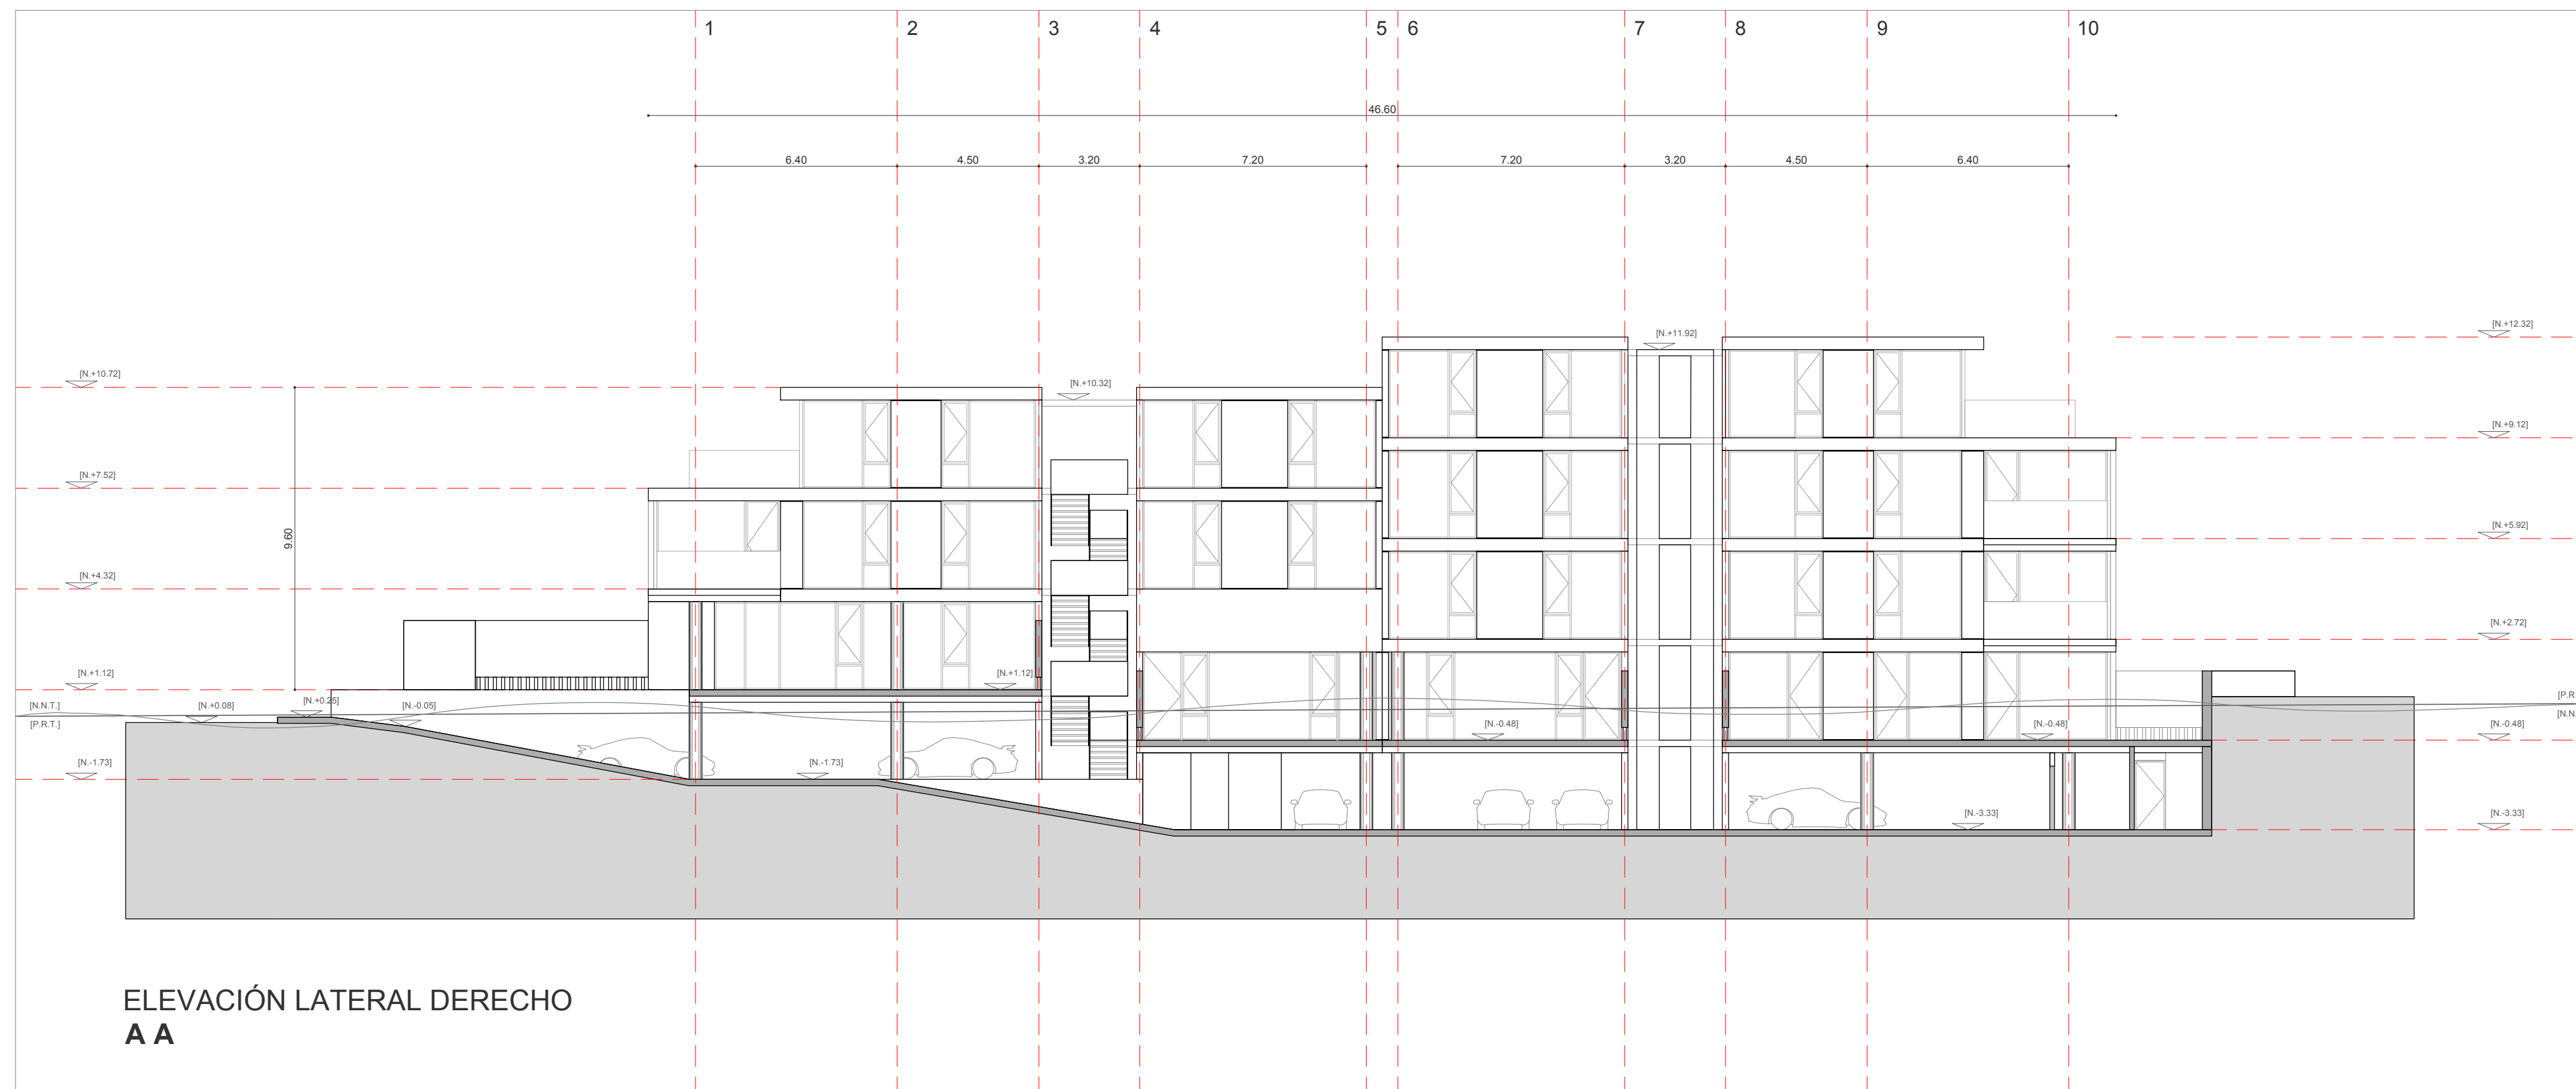 1 2 3 4 5 6 7 8 9 10
46.60
6.40 4.50 3.20 7.20 7.20 3.20 4.50 6.40
[N.+12.32]
[N.+11.92]
[N.+10.72]
[N.+10.32]
[N.+9.12]
[N.+7.52]
9.60
[N.+5.92]
[N.+4.32]
[N.+2.72]
[N.+1.12] [N.+1.12]
[N.N.T.] [N.+0.08] [N.+0.25] [N.-0.05] [P.R.
[P.R.T.] [N.N.
[N.-0.48] [N.-0.48] [N.-0.48]
[N.-1.73] [N.-1.73]
[N.-3.33] [N.-3.33]
ELEVACIÓN LATERAL DERECHO
A A